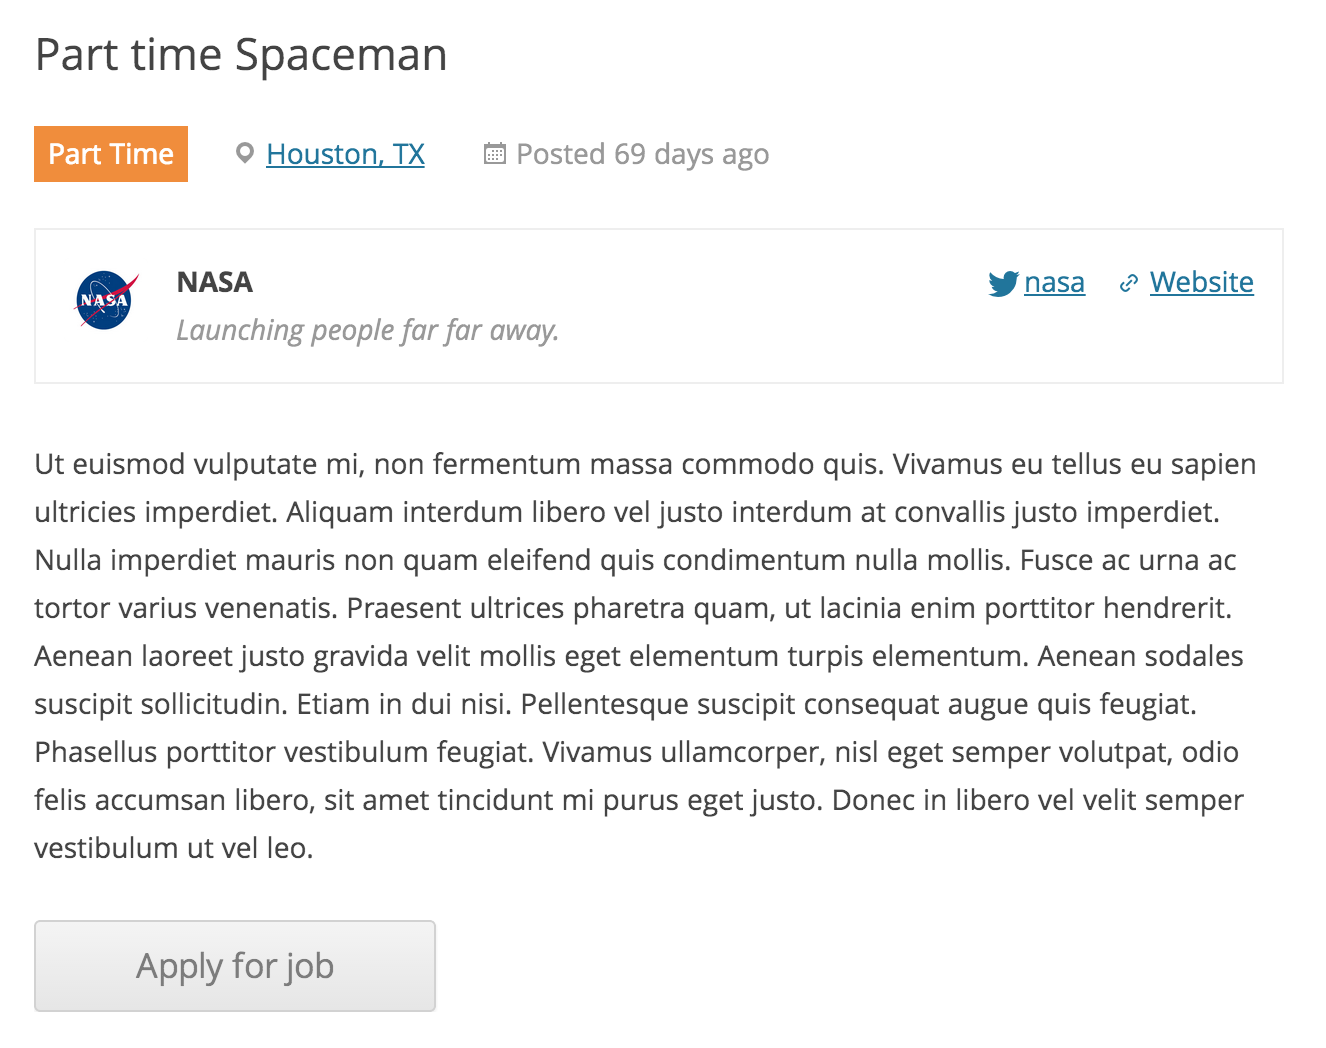 Part time Spaceman
Part Time
Houston, TX
Posted 69 days ago
NASA
NASA
nasa
Website
Launching people far far away.
Ut euismod vulputate mi, non fermentum massa commodo quis. Vivamus eu tellus eu sapien
ultricies imperdiet. Aliquam interdum libero vel justo interdum at convallis justo imperdiet.
Nulla imperdiet mauris non quam eleifend quis condimentum nulla mollis. Fusce ac urna ac
tortor varius venenatis. Praesent ultrices pharetra quam, ut lacinia enim porttitor hendrerit.
Aenean laoreet justo gravida velit mollis eget elementum turpis elementum. Aenean sodales
suscipit sollicitudin. Etiam in dui nisi. Pellentesque suscipit consequat augue quis feugiat.
Phasellus porttitor vestibulum feugiat. Vivamus ullamcorper, nisl eget semper volutpat, odio
felis accumsan libero, sit amet tincidunt mi purus eget justo. Donec in libero vel velit semper
vestibulum ut vel leo.
Apply for job